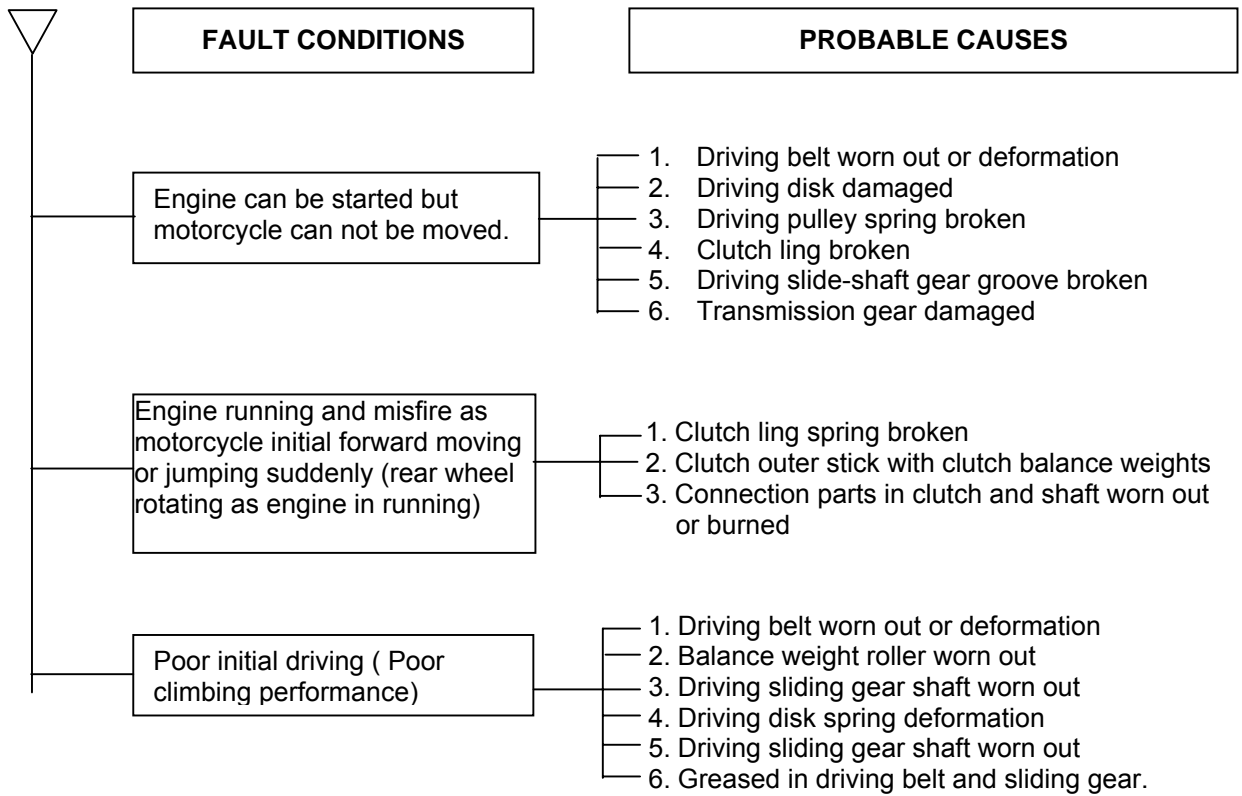 FAULT CONDITIONS
PROBABLE CAUSES
Engine can be started but
motorcycle can not be moved.
1. Driving belt worn out or deformation
2. Driving disk damaged
3. Driving pulley spring broken
4. Clutch ling broken
5. Driving slide-shaft gear groove broken
6. Transmission gear damaged
Engine running and misfire as
motorcycle initial forward moving
or jumping suddenly (rear wheel
rotating as engine in running)
1. Clutch ling spring broken
2. Clutch outer stick with clutch balance weights
3. Connection parts in clutch and shaft worn out
or burned
Poor initial driving ( Poor
climbing performance)
1. Driving belt worn out or deformation
2. Balance weight roller worn out
3. Driving sliding gear shaft worn out
4. Driving disk spring deformation
5. Driving sliding gear shaft worn out
6. Greased in driving belt and sliding gear.